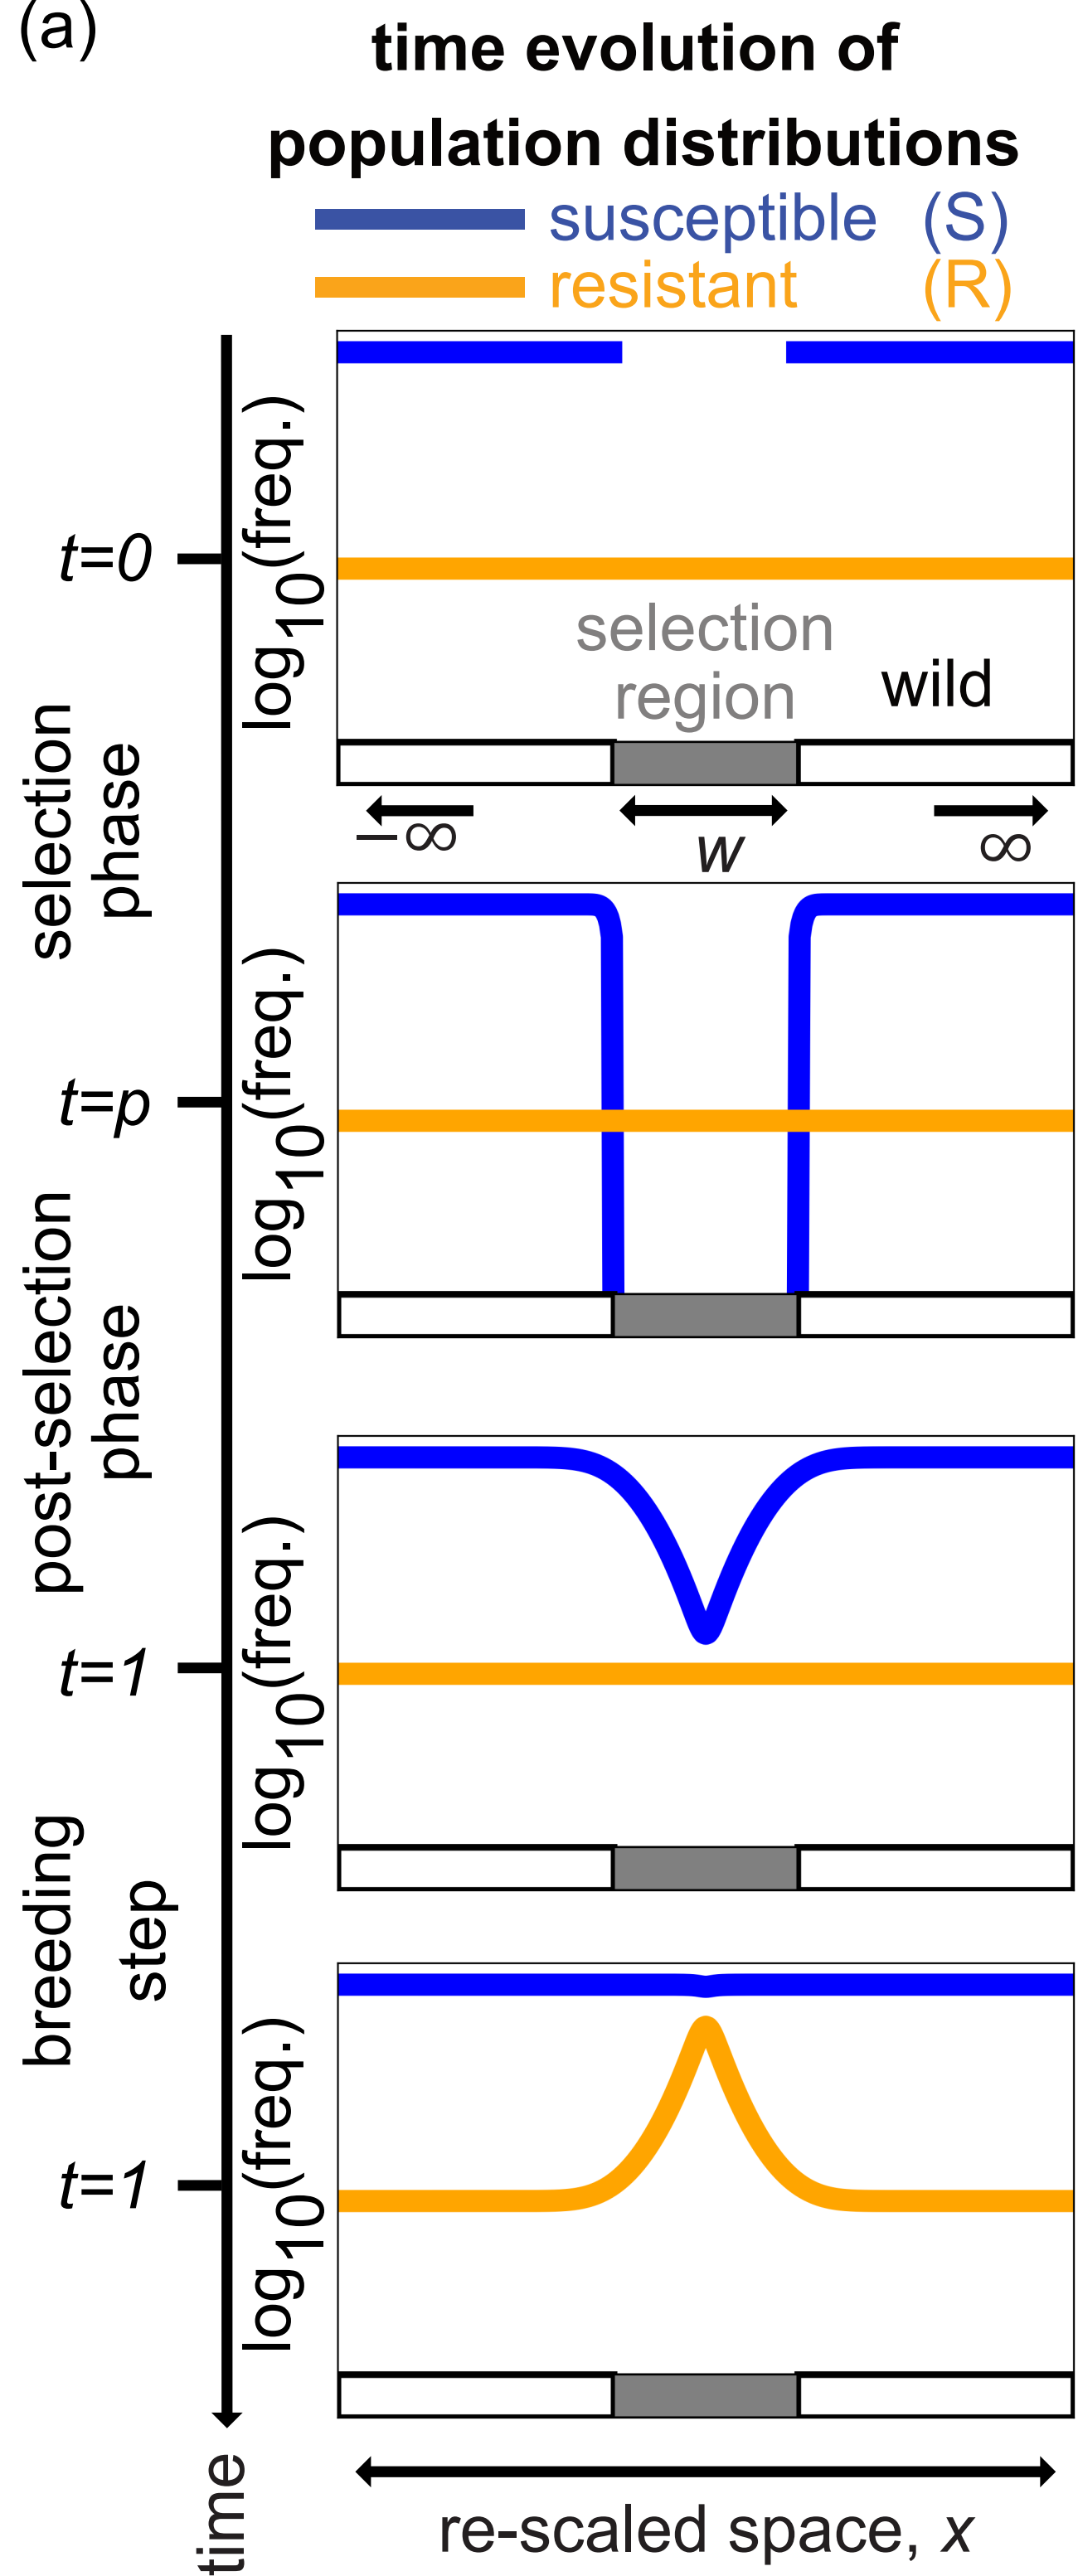 (a)
time evolution of
population distributions
susceptible (S)
resistant (R)
log10(freq.)
t=0
selection
region
wild
−∞
w
∞
selection
phase
log10(freq.)
t=p
post-selection
phase
log10(freq.)
t=1
breeding
step
log10(freq.)
t=1
time
re-scaled space, x